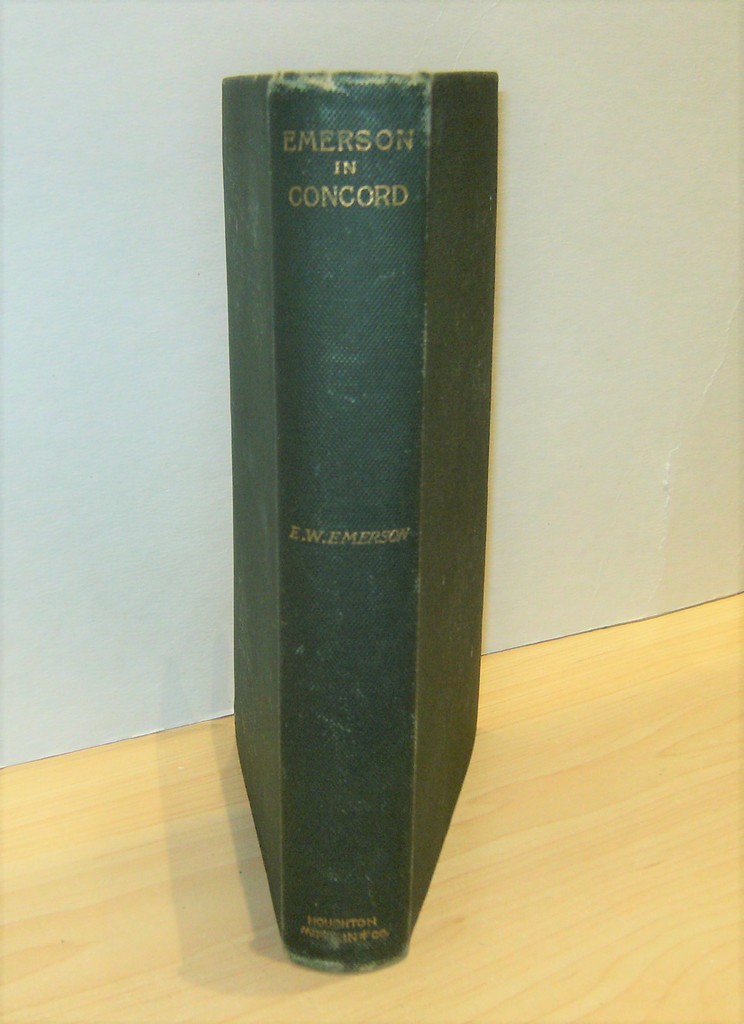 EMERSON
IN
CONCORD
E.W.EMERSON
HOUGHTON
MIFFLIN & CO.